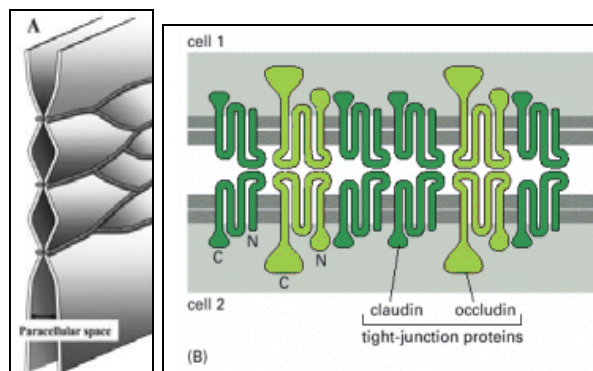 A
Paracellular space
cell 1
C
N
C
N
claudin
occludin
tight-junction proteins
cell 2
(B)